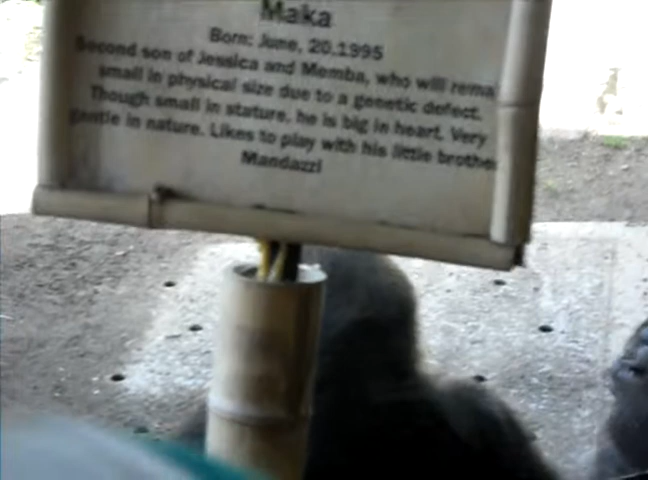 Maka
Born: June, 20.1995
Second son of Jessica and Memba, who will rema
small in physical size due to a genetic defect.
Though small in stature, he is big in heart. Very
gentle in nature. Likes to play with his little brothe
Mandazzi